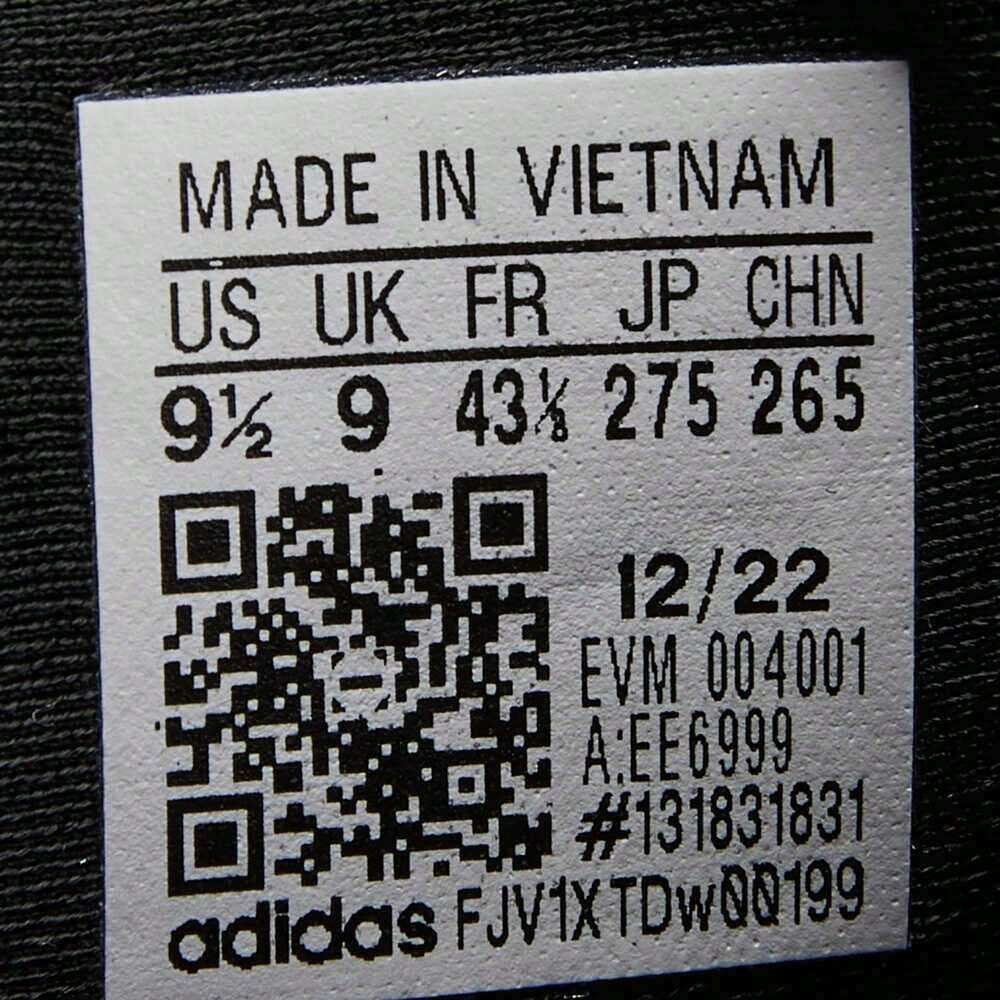 MADE IN VIETNAM
US UK FR JP CHN
9½ 9 43⅓ 275 265
12/22
EVM 004001
A:EE6999
#131831831
adidas FJV1XTDw00199